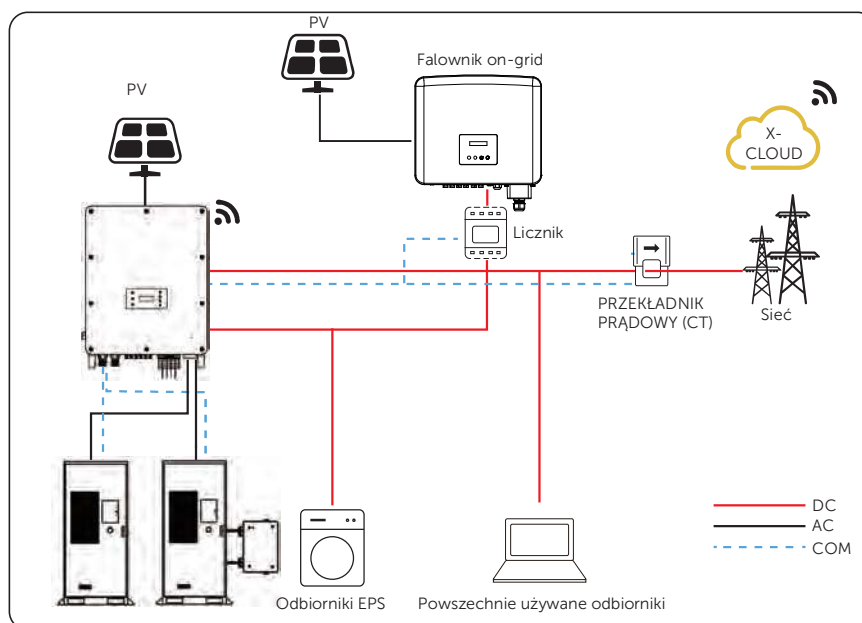 PV
Falownik on-grid
PV
X-
CLOUD
Licznik
PRZEKŁADNIK
PRĄDOWY (CT)
Sieć
DC
AC
COM
Odbiorniki EPS
Powszechnie używane odbiorniki